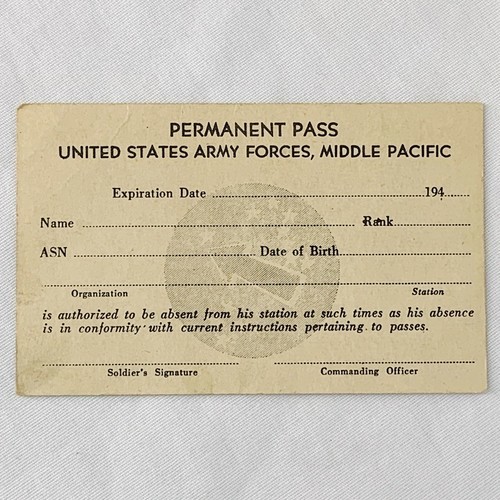 PERMANENT PASS
UNITED STATES ARMY FORCES, MIDDLE PACIFIC
Expiration Date 194
Name Rank
ASN Date of Birth
Organization Station
is authorized to be absent from his station at such times as his absence
is in conformity with current instructions pertaining to passes.
Soldier's Signature Commanding Officer